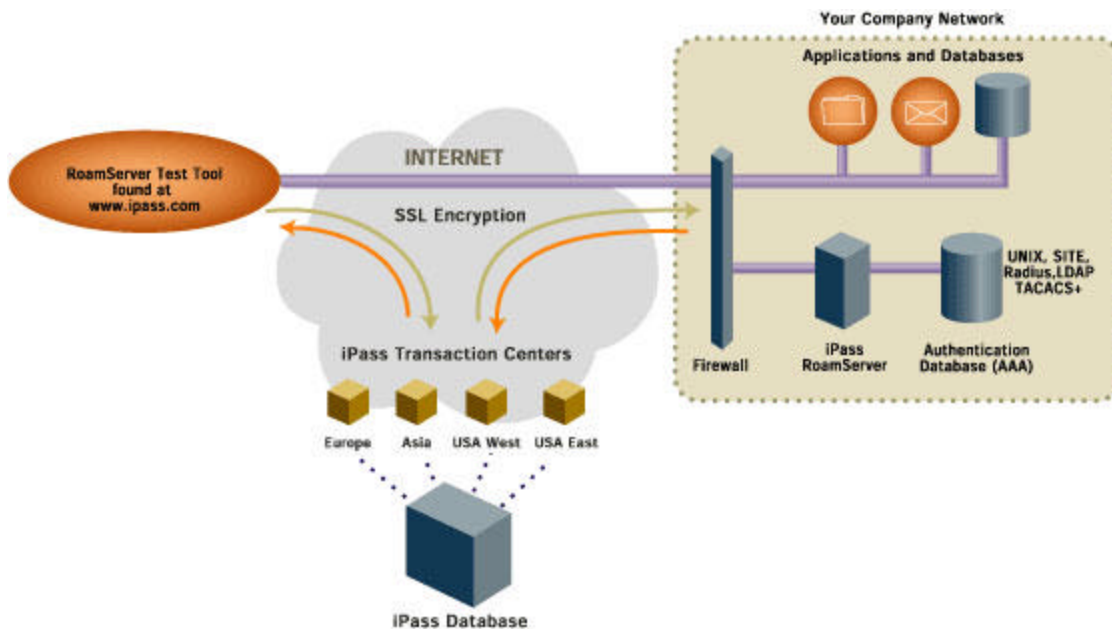 Your Company Network
Applications and Databases
RoamServer Test Tool
found at
www.ipass.com
INTERNET
SSL Encryption
UNIX, SITE,
Radius,LDAP
TACACS+
iPass Transaction Centers
Firewall
iPass
RoamServer
Authentication
Database (AAA)
Europe
Asia
USA West
USA East
iPass Database